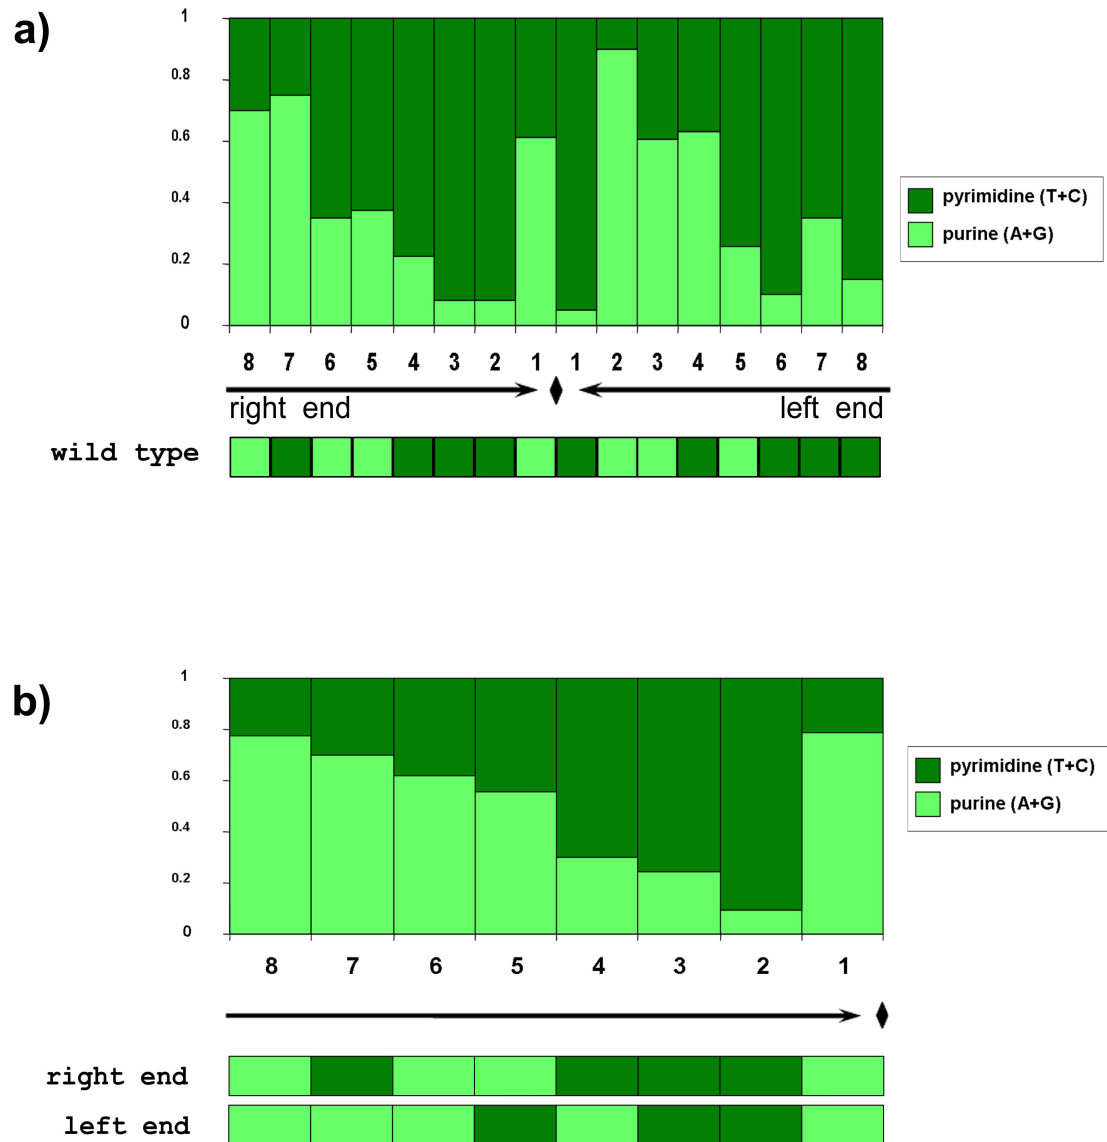 a)
1
0.8
0.6
0.4
0.2
0
pyrimidine (T+C)
purine (A+G)
8 7 6 5 4 3 2 1 1 2 3 4 5 6 7 8
right end left end
wild type
b)
1
0.8
0.6
0.4
0.2
0
pyrimidine (T+C)
purine (A+G)
8 7 6 5 4 3 2 1
right end
left end